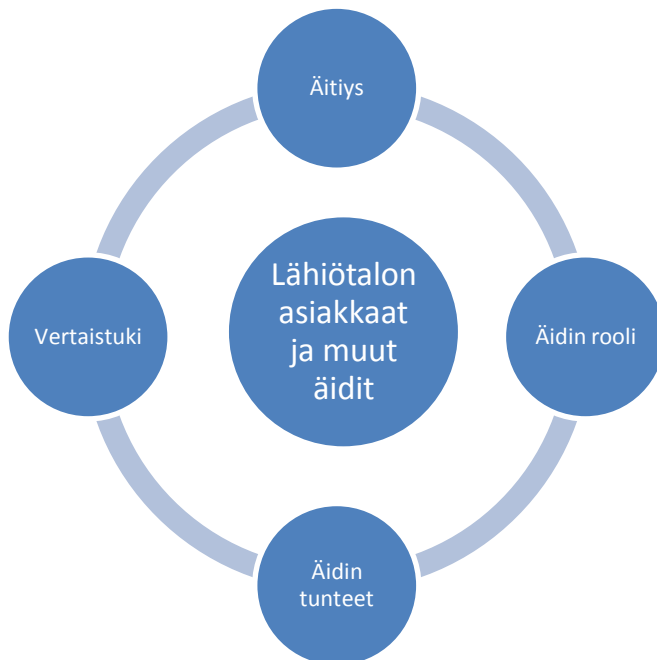 Äitiys
Lähiötalon
asiakkaat
ja muut
äidit
Vertaistuki
Äidin rooli
Äidin
tunteet